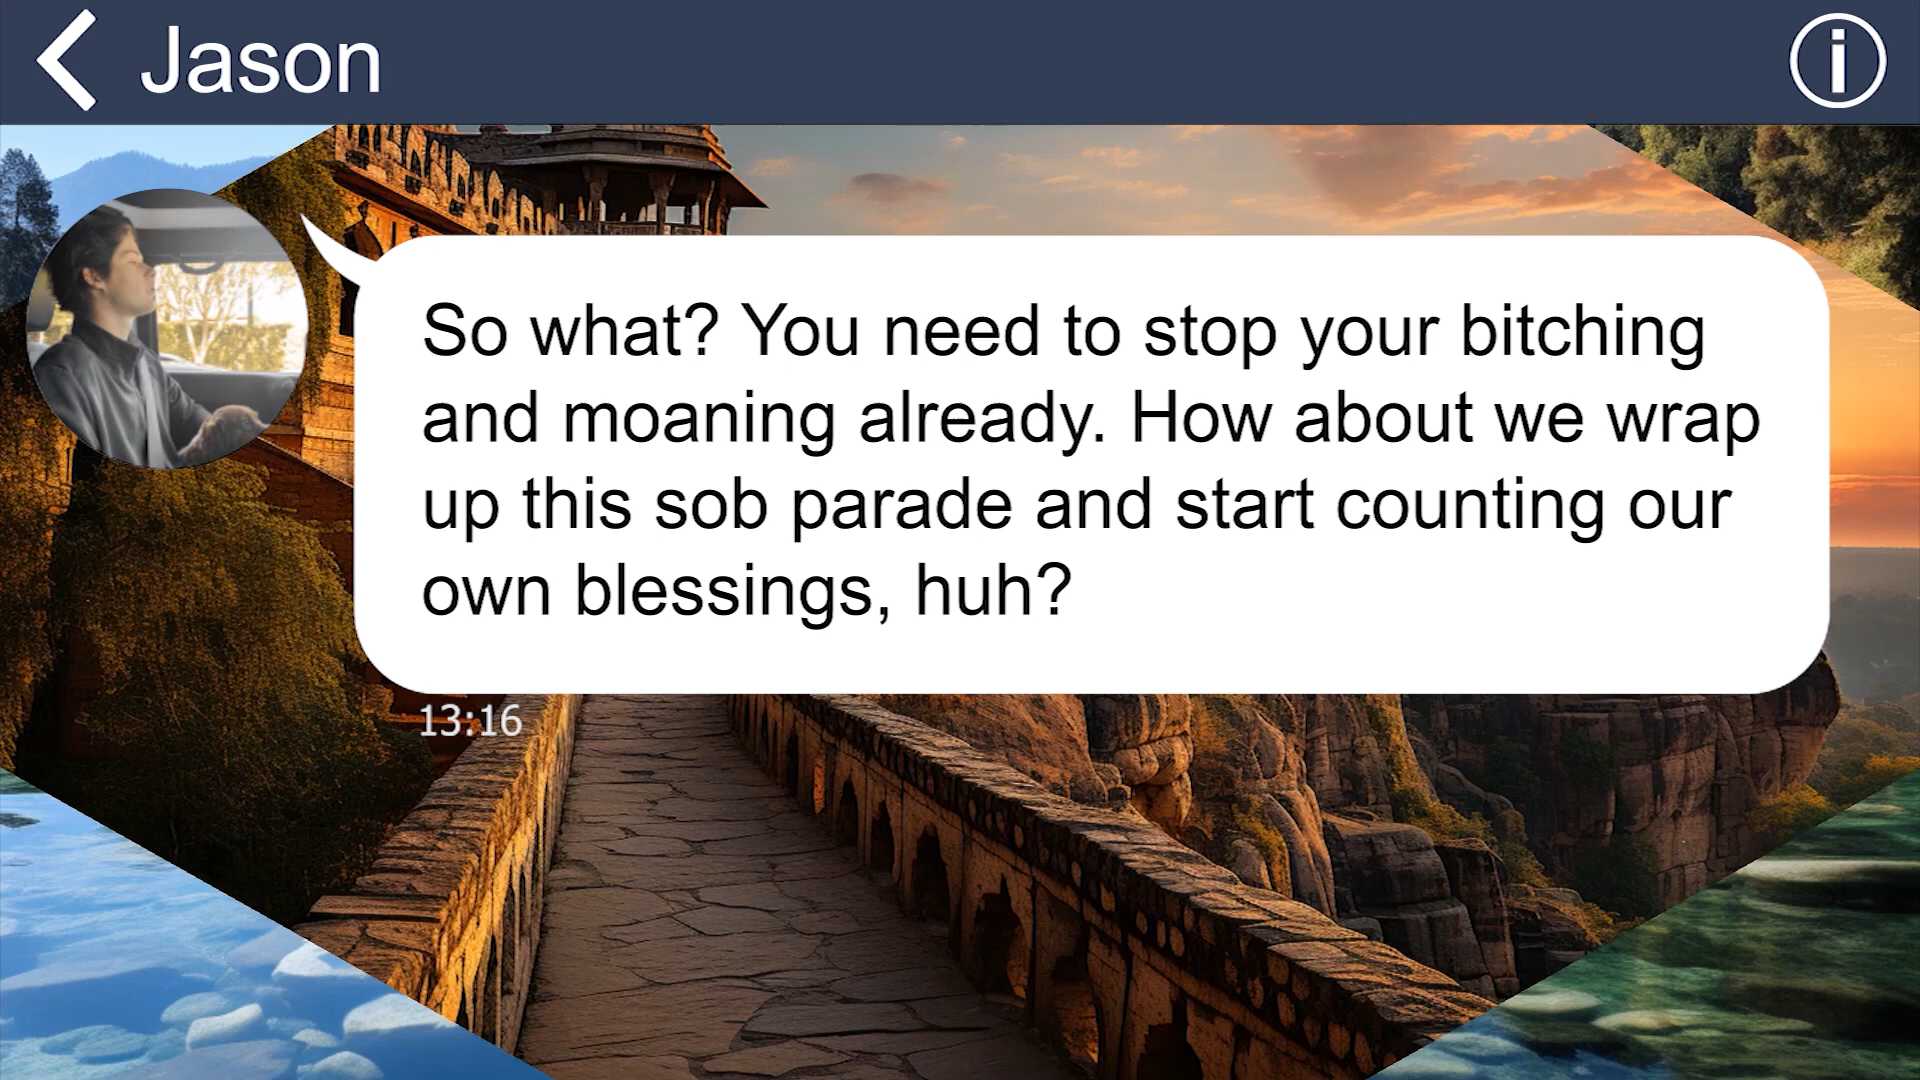 Jason
So what? You need to stop your bitching
and moaning already. How about we wrap
up this sob parade and start counting our
own blessings, huh?
13:16